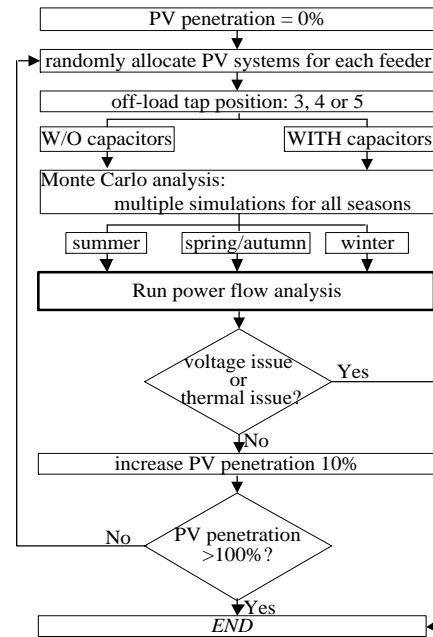 PV penetration = 0%
randomly allocate PV systems for each feeder
off-load tap position: 3, 4 or 5
W/O capacitors
WITH capacitors
Monte Carlo analysis:
multiple simulations for all seasons
summer
spring/autumn
winter
Run power flow analysis
voltage issue
or
thermal issue?
Yes
No
increase PV penetration 10%
No
PV penetration
>100%?
Yes
END